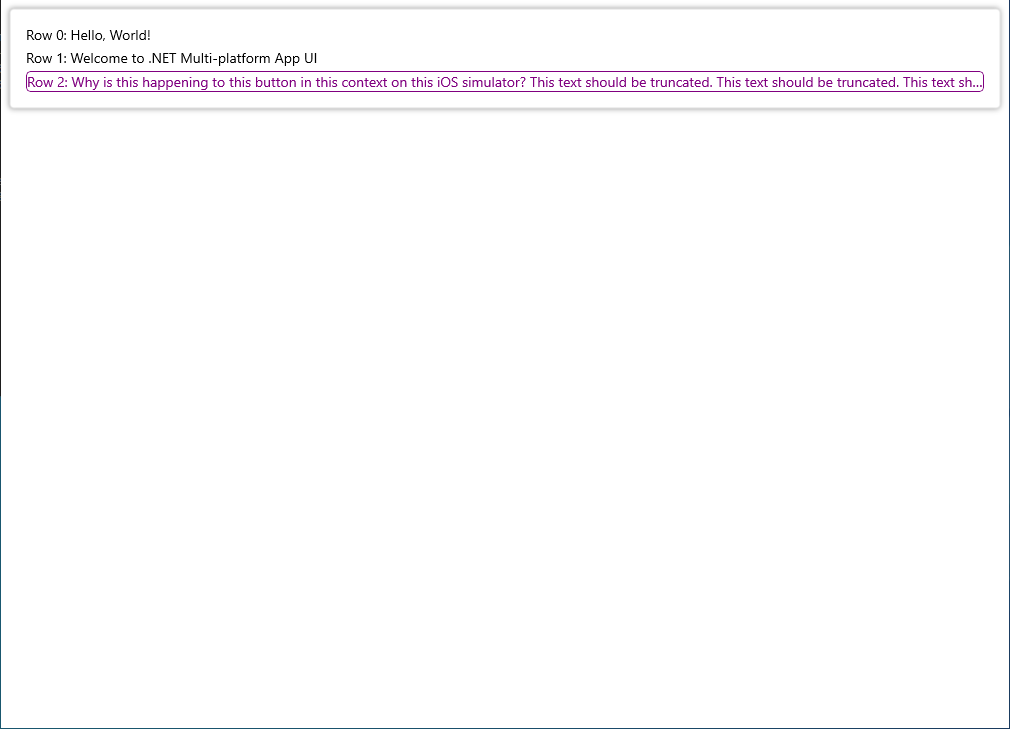 Row 0: Hello, World!
Row 1: Welcome to .NET Multi-platform App UI
Row 2: Why is this happening to this button in this context on this iOS simulator? This text should be truncated. This text should be truncated. This text sh...